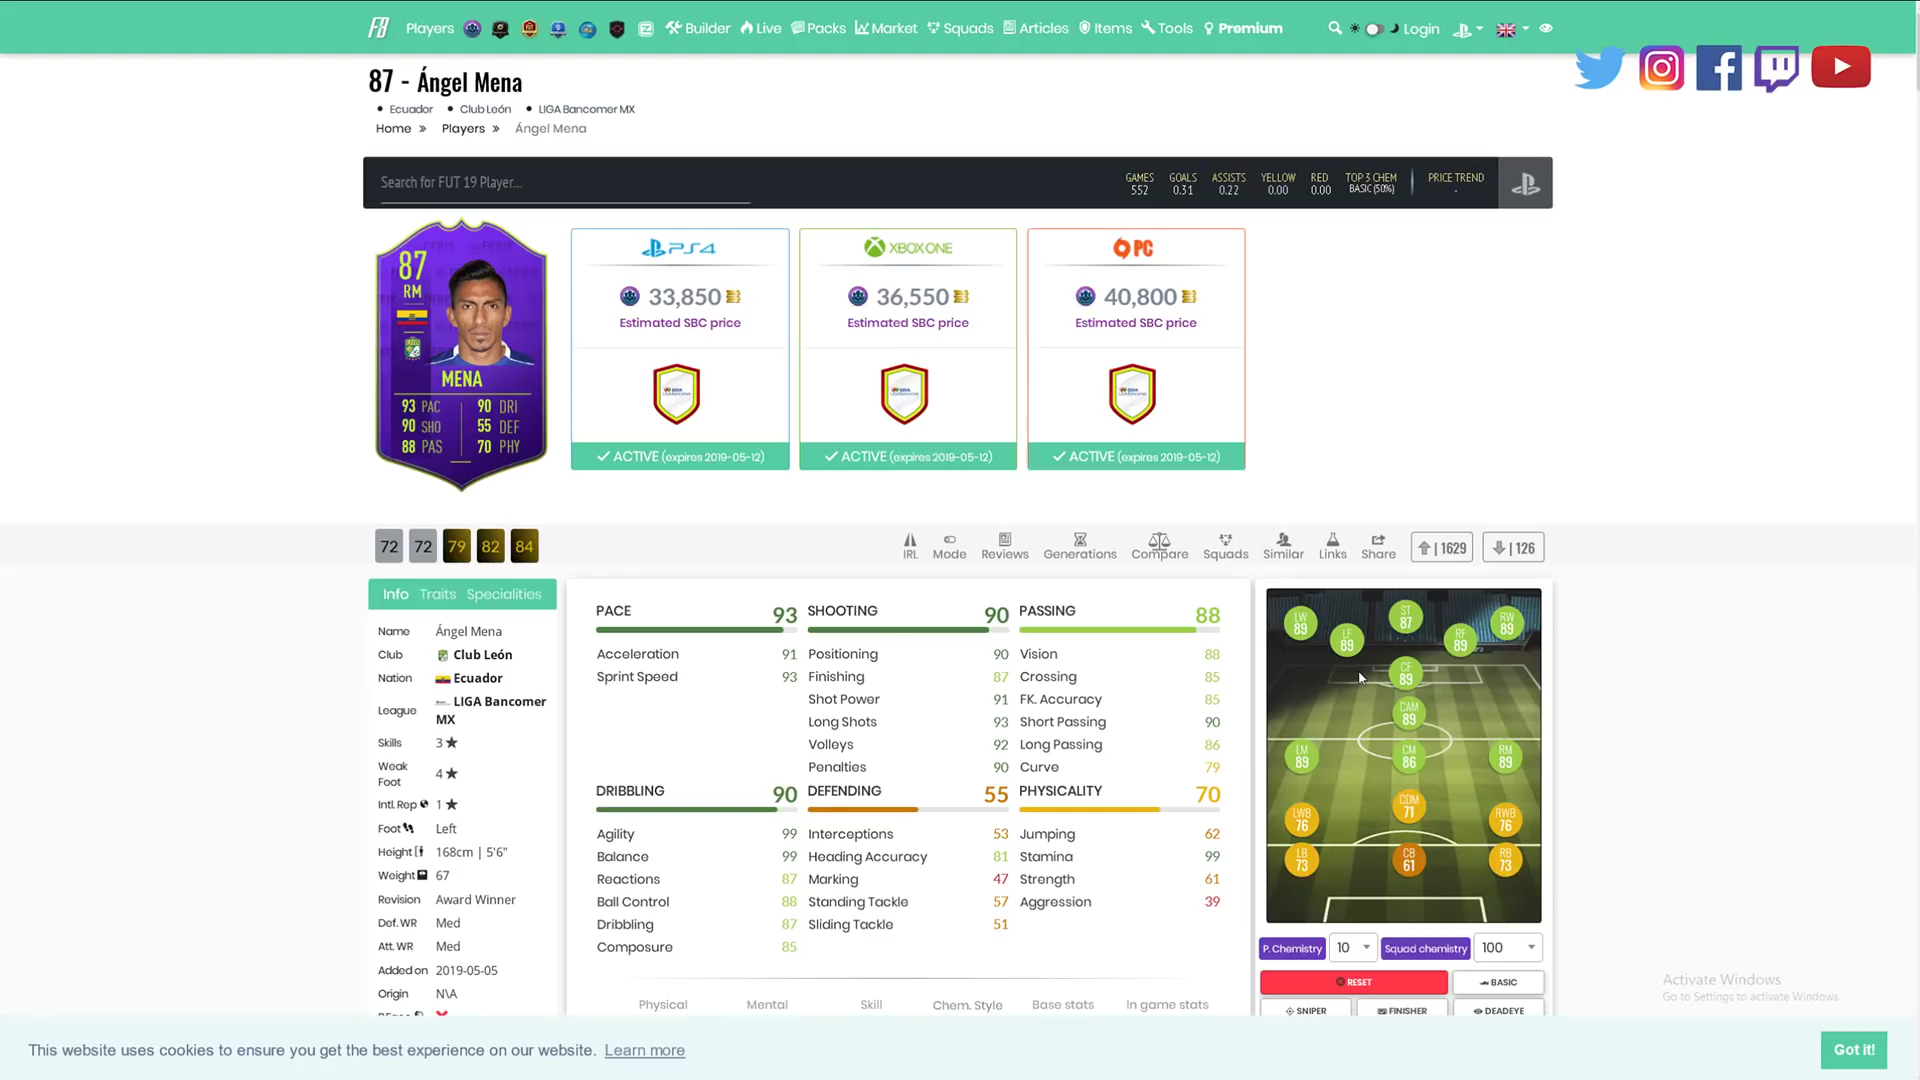 FB Players Builder Live Packs Market Squads Articles Items Tools Premium Login
87 - Ángel Mena
Ecuador Club León LIGA Bancomer MX
Home » Players » Ángel Mena
Search for FUT 19 Player...
GAMES GOALS ASSISTS YELLOW RED TOP 3 CHEM PRICE TREND
552 0.31 0.22 0.00 0.00 BASIC (50%) -
87
RM
MENA
93 PAC 90 DRI
90 SHO 55 DEF
88 PAS 70 PHY
PS4 XBOX ONE PC
33,850 36,550 40,800
Estimated SBC price Estimated SBC price Estimated SBC price
ACTIVE (expires 2019-05-12) ACTIVE (expires 2019-05-12) ACTIVE (expires 2019-05-12)
72 72 79 82 84
IRL Mode Reviews Generations Compare Squads Similar Links Share | 1629 | 126
Info Traits Specialities
Name Ángel Mena
Club Club León
Nation Ecuador
League LIGA Bancomer MX
Skills 3
Weak Foot 4
Intl. Rep 1
Foot Left
Height 168cm | 5'6"
Weight 67
Revision Award Winner
Def. WR Med
Att. WR Med
Added on 2019-05-05
Origin N\A
PACE 93
Acceleration 91
Sprint Speed 93
SHOOTING 90
Positioning 90
Finishing 87
Shot Power 91
Long Shots 93
Volleys 92
Penalties 90
PASSING 88
Vision 88
Crossing 85
FK. Accuracy 85
Short Passing 90
Long Passing 86
Curve 79
DRIBBLING 90
Agility 99
Balance 99
Reactions 87
Ball Control 88
Dribbling 87
Composure 85
DEFENDING 55
Interceptions 53
Heading Accuracy 81
Marking 47
Standing Tackle 57
Sliding Tackle 51
PHYSICALITY 70
Jumping 62
Stamina 99
Strength 61
Aggression 39
Physical Mental Skill Chem. Style Base stats In game stats
LW 89
ST 87
RW 89
LF 89
RF 89
CF 89
CAM 89
LM 89
CM 86
RM 89
LWB 76
CDM 71
RWB 76
LB 73
CB 61
RB 73
P. Chemistry 10 Squad chemistry 100
RESET BASIC
SNIPER FINISHER DEADEYE
Activate Windows
Go to Settings to activate Windows.
This website uses cookies to ensure you get the best experience on our website. Learn more
Got it!